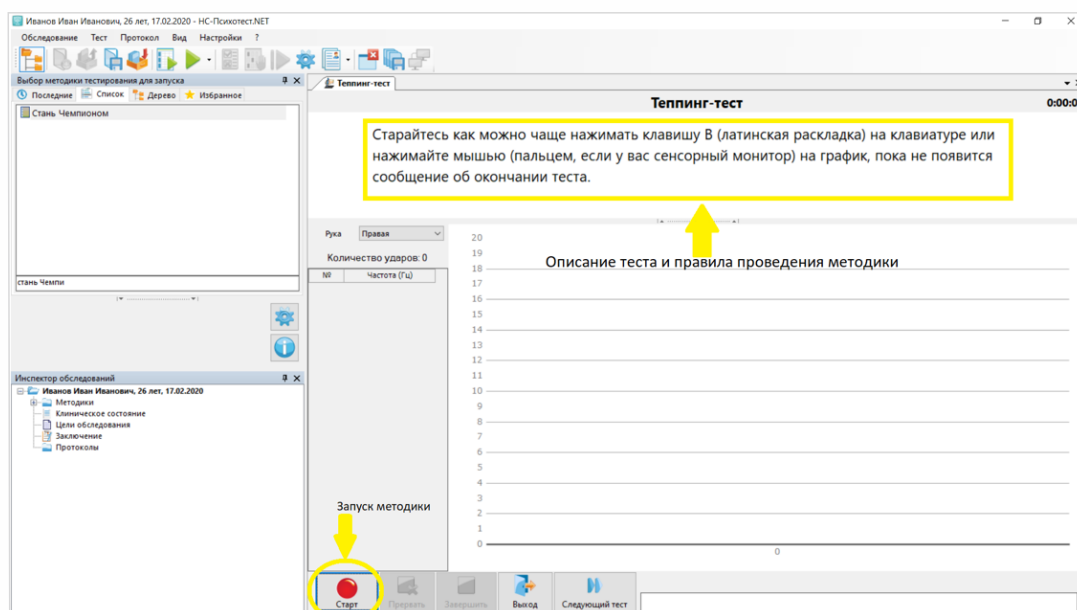 Иванов Иван Иванович, 26 лет, 17.02.2020 - НС-Психотест.NET
Обследование Тест Протокол Вид Настройки ?
Выбор методики тестирования для запуска
Последние Список Дерево Избранное
Стань Чемпионом
стань Чемпи
Инспектор обследований
Иванов Иван Иванович, 26 лет, 17.02.2020
Методики
Клиническое состояние
Цели обследования
Заключение
Протоколы
Теппинг-тест
Теппинг-тест
0:00:0
Старайтесь как можно чаще нажимать клавишу B (латинская раскладка) на клавиатуре или
нажимайте мышью (пальцем, если у вас сенсорный монитор) на график, пока не появится
сообщение об окончании теста.
Рука Правая
Количество ударов: 0
№ Частота (Гц)
Описание теста и правила проведения методики
20
19
18
17
16
15
14
13
12
11
10
9
8
7
6
5
4
3
2
1
0
0
Запуск методики
Старт Прервать Завершить Выход Следующий тест